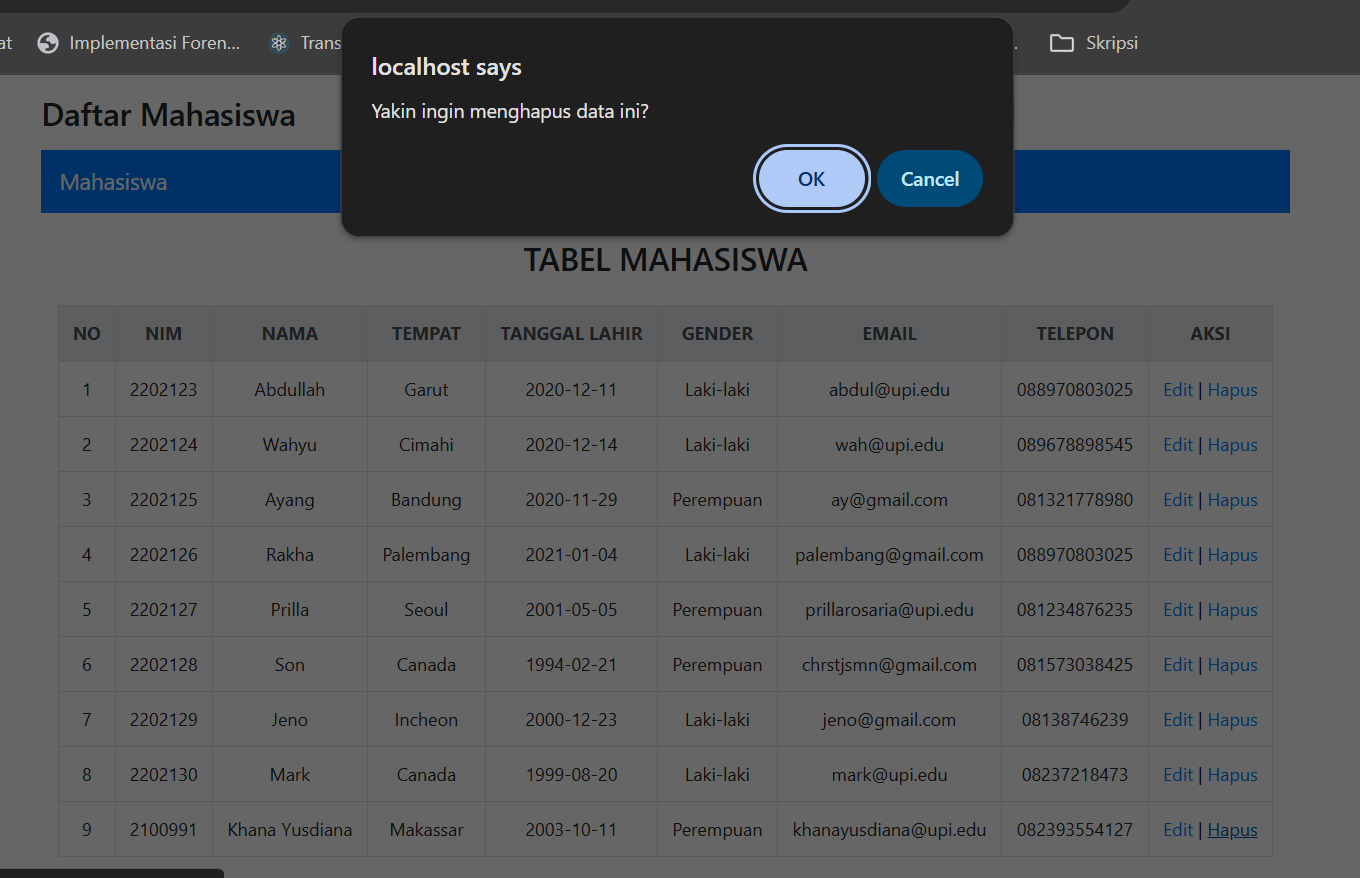 at Implementasi Foren... Trans . Skripsi
localhost says
Yakin ingin menghapus data ini?
OK Cancel
Daftar Mahasiswa
Mahasiswa
TABEL MAHASISWA
NO NIM NAMA TEMPAT TANGGAL LAHIR GENDER EMAIL TELEPON AKSI
1 2202123 Abdullah Garut 2020-12-11 Laki-laki abdul@upi.edu 088970803025 Edit | Hapus
2 2202124 Wahyu Cimahi 2020-12-14 Laki-laki wah@upi.edu 089678898545 Edit | Hapus
3 2202125 Ayang Bandung 2020-11-29 Perempuan ay@gmail.com 081321778980 Edit | Hapus
4 2202126 Rakha Palembang 2021-01-04 Laki-laki palembang@gmail.com 088970803025 Edit | Hapus
5 2202127 Prilla Seoul 2001-05-05 Perempuan prillarosaria@upi.edu 081234876235 Edit | Hapus
6 2202128 Son Canada 1994-02-21 Perempuan chrstjsmn@gmail.com 081573038425 Edit | Hapus
7 2202129 Jeno Incheon 2000-12-23 Laki-laki jeno@gmail.com 08138746239 Edit | Hapus
8 2202130 Mark Canada 1999-08-20 Laki-laki mark@upi.edu 08237218473 Edit | Hapus
9 2100991 Khana Yusdiana Makassar 2003-10-11 Perempuan khanayusdiana@upi.edu 082393554127 Edit | Hapus